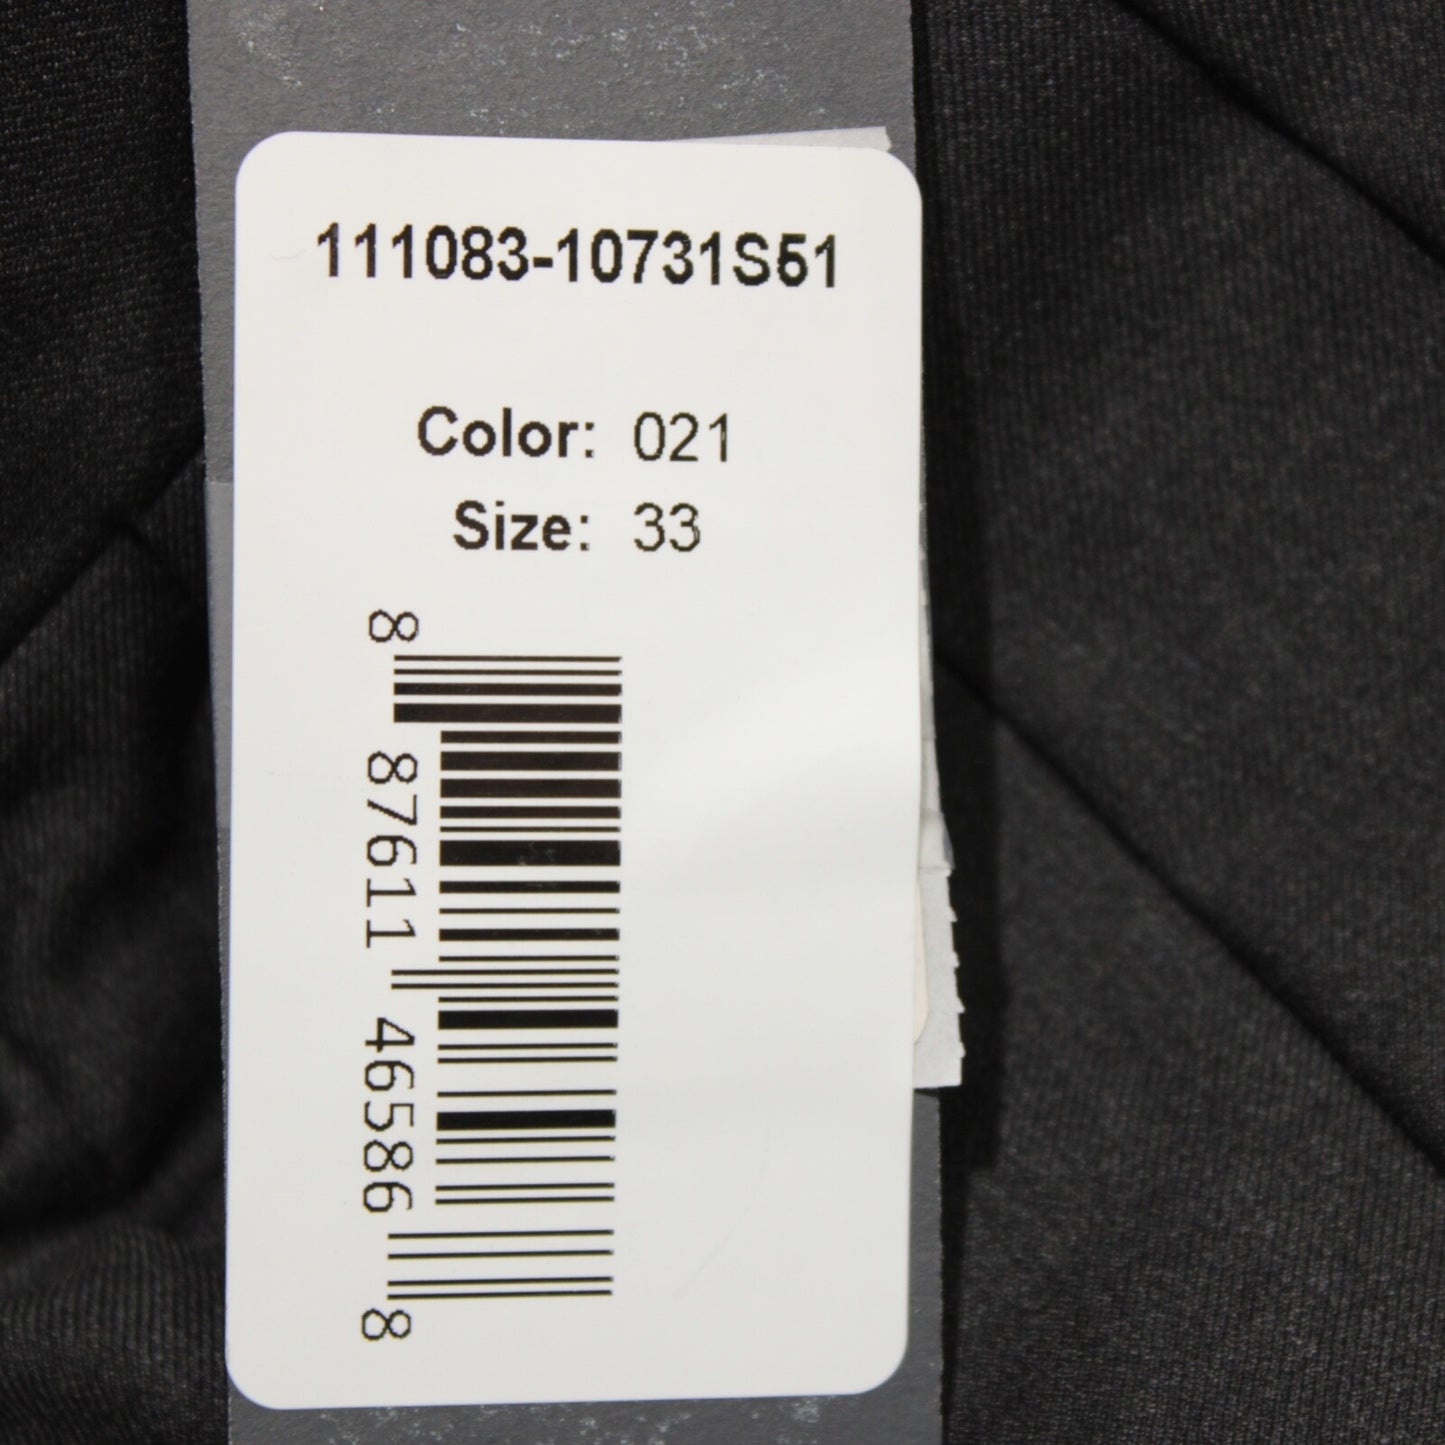 111083-10731S51
Color: 021
Size: 33
8 87611 46586 8